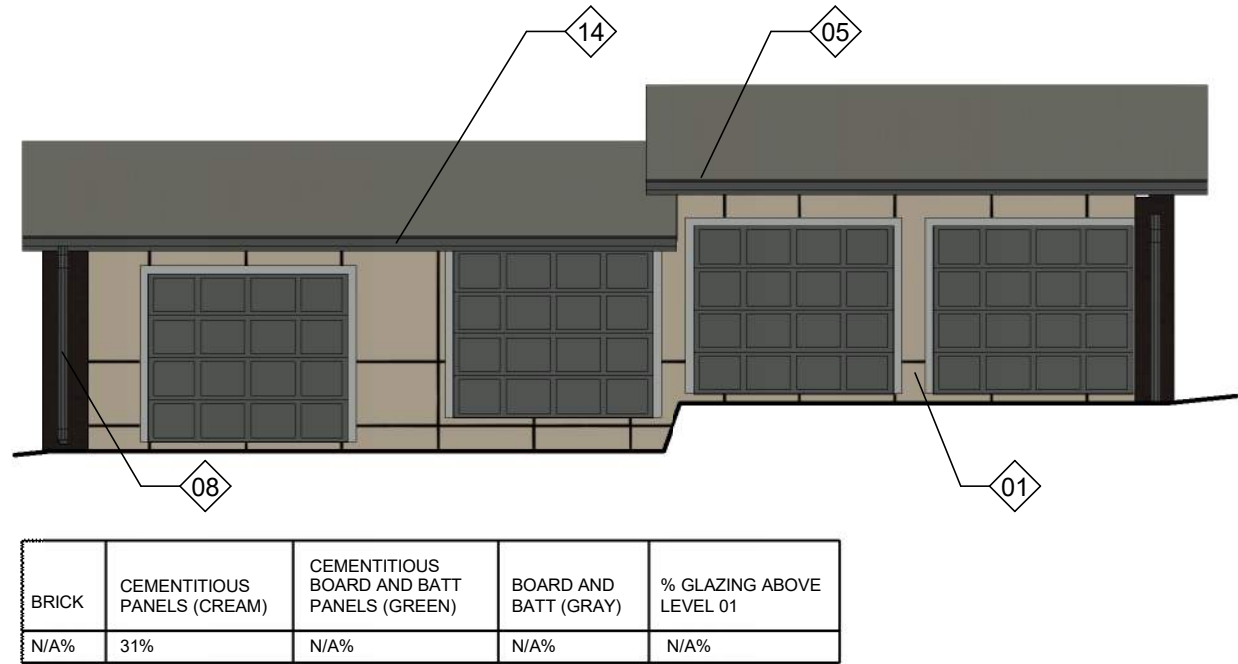 14
05
08
01
BRICK
CEMENTITIOUS
PANELS (CREAM)
CEMENTITIOUS
BOARD AND BATT
PANELS (GREEN)
BOARD AND
BATT (GRAY)
% GLAZING ABOVE
LEVEL 01
N/A%
31%
N/A%
N/A%
N/A%